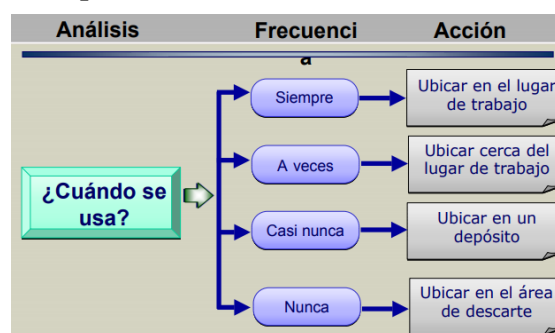 Análisis Frecuenci Acción
a
Siempre
Ubicar en el lugar
de trabajo
A veces
Ubicar cerca del
lugar de trabajo
¿Cuándo se
usa?
Casi nunca
Ubicar en un
depósito
Nunca
Ubicar en el área
de descarte